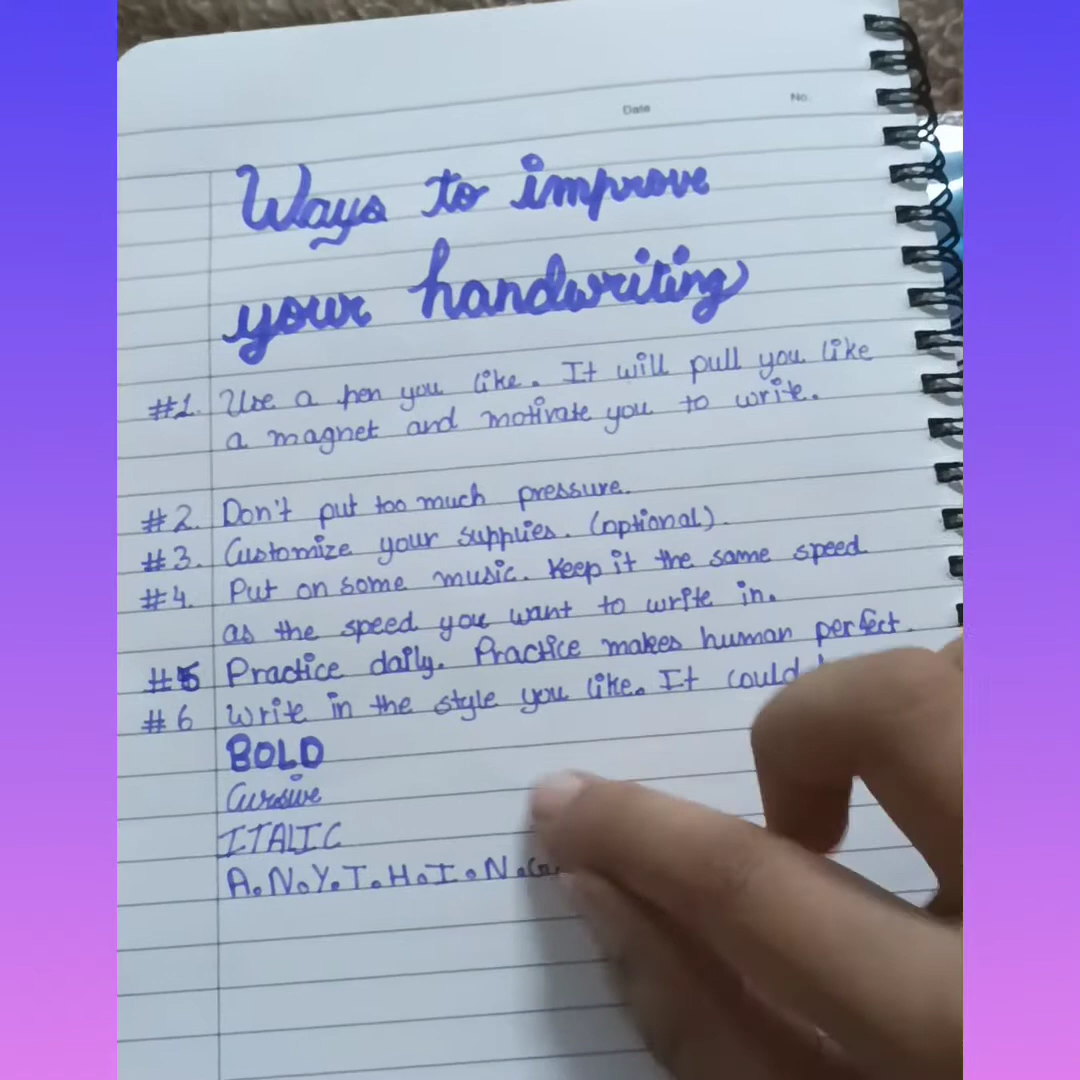 Date
No.
Ways to improve
your handwriting
#1. Use a pen you like. It will pull you like
a magnet and motivate you to write.
#2. Don't put too much pressure.
#3. Customize your supplies. (optional).
#4. Put on some music. Keep it the same speed
as the speed you want to write in.
#5 Practice daily. Practice makes human perfect.
#6 Write in the style you like. It could
BOLD
Cursive
ITALIC
A.N.Y.T.H.I.N.G.